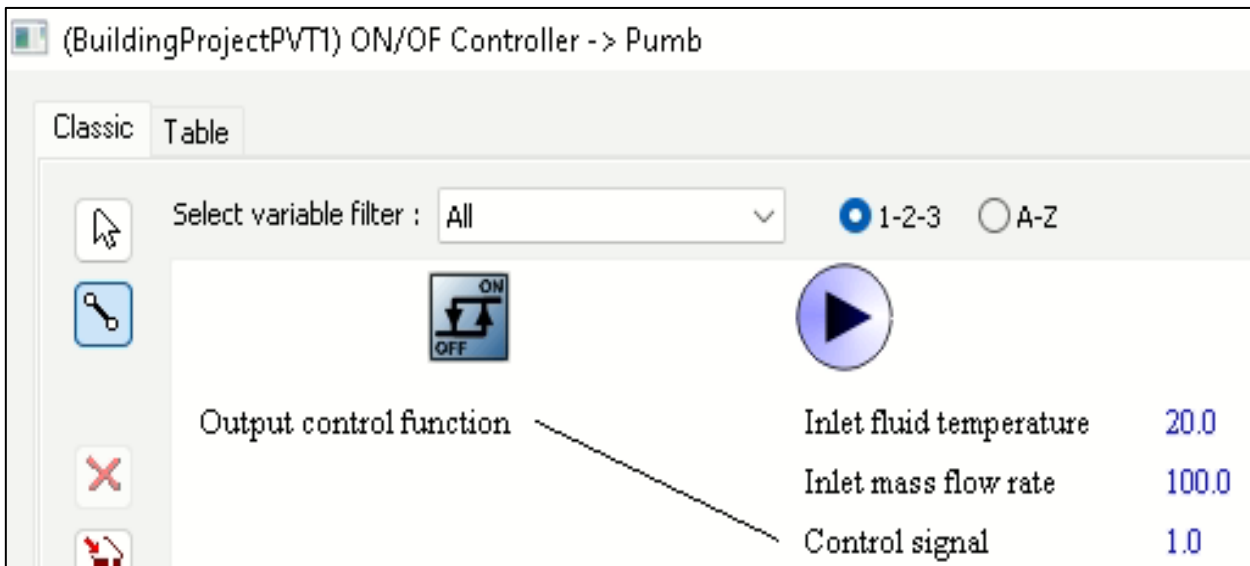 (BuildingProjectPVT1) ON/OF Controller -> Pumb
Classic Table
Select variable filter : All 1-2-3 A-Z
ON
OFF
Output control function Inlet fluid temperature 20.0
Inlet mass flow rate 100.0
Control signal 1.0